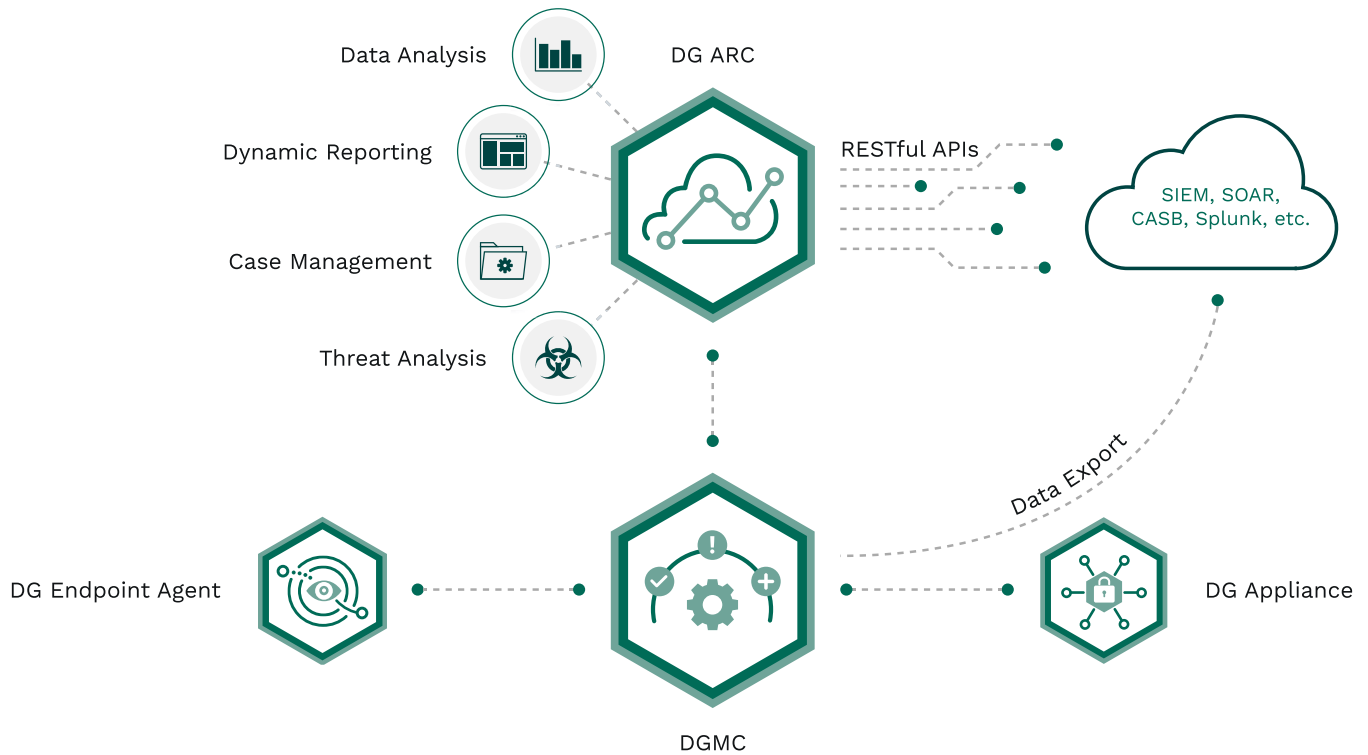 Data Analysis
DG ARC
Dynamic Reporting
RESTful APIs
SIEM, SOAR,
CASB, Splunk, etc.
Case Management
Threat Analysis
Data Export
DG Endpoint Agent
DG Appliance
DGMC